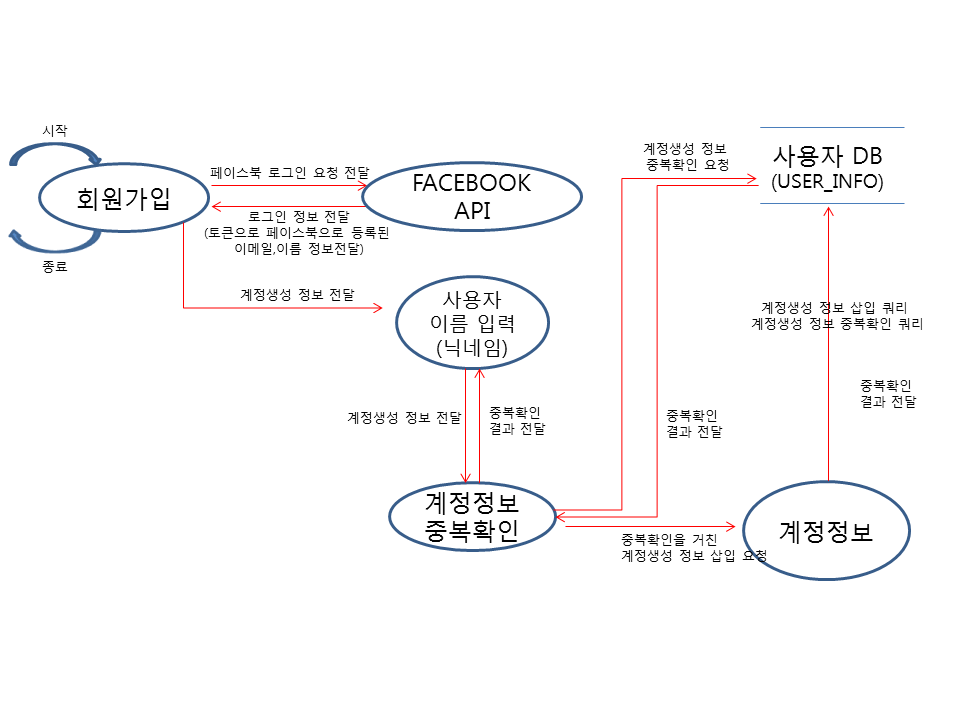 시작
회원가입
종료
페이스북 로그인 요청 전달
로그인 정보 전달
(토큰으로 페이스북으로 등록된
이메일,이름 정보전달)
FACEBOOK
API
계정생성 정보 전달
사용자
이름 입력
(닉네임)
계정생성 정보 전달
중복확인
결과 전달
계정정보
중복확인
계정생성 정보
중복확인 요청
중복확인
결과 전달
사용자 DB
(USER_INFO)
계정생성 정보 삽입 쿼리
계정생성 정보 중복확인 쿼리
중복확인
결과 전달
중복확인을 거친
계정생성 정보 삽입 요청
계정정보